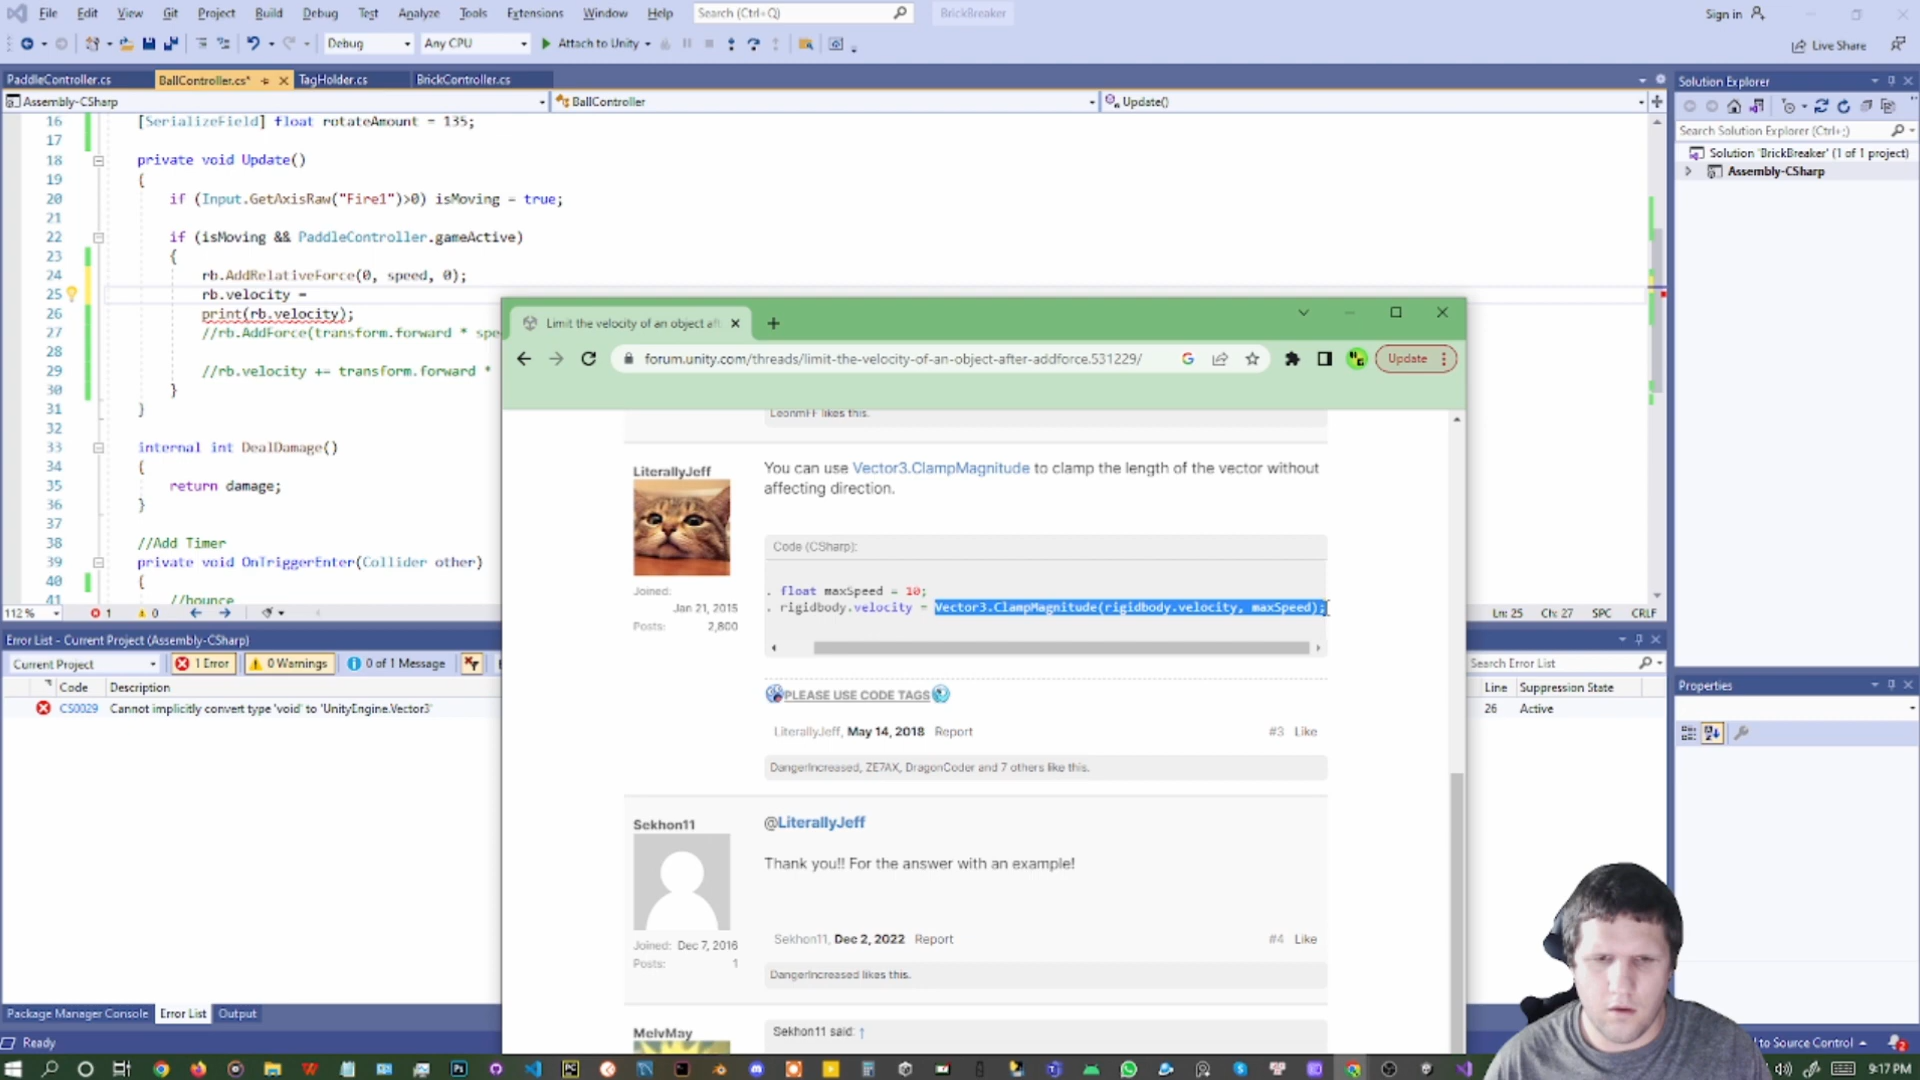 File Edit View Git Project Build Debug Test Analyze Tools Extensions Window Help Search (Ctrl+Q) BrickBreaker Sign in
Debug Any CPU Attach to Unity Live Share
PaddleController.cs BallController.cs* TagHolder.cs BrickController.cs
Assembly-CSharp BallController Update()
16 [SerializeField] float rotateAmount = 135;
17
18 private void Update()
19 {
20 if (Input.GetAxisRaw("Fire1")>0) isMoving = true;
21
22 if (isMoving && PaddleController.gameActive)
23 {
24 rb.AddRelativeForce(0, speed, 0);
25 rb.velocity =
26 print(rb.velocity);
27 //rb.AddForce(transform.forward * spe
28
29 //rb.velocity += transform.forward *
30 }
31 }
32
33 internal int DealDamage()
34 {
35 return damage;
36 }
37
38 //Add Timer
39 private void OnTriggerEnter(Collider other)
40 {
//bounce
112 % 1 0
Ln: 25 Ch: 27 SPC CRLF
Error List - Current Project (Assembly-CSharp)
Current Project 1 Error 0 Warnings 0 of 1 Message
Code Description
CS0029 Cannot implicitly convert type 'void' to 'UnityEngine.Vector3'
Search Error List
Line Suppression State
26 Active
Package Manager Console Error List Output
Ready
Limit the velocity of an object aft
forum.unity.com/threads/limit-the-velocity-of-an-object-after-addforce.531229/
Update
LeonmFF likes this.
LiterallyJeff
Joined:
Jan 21, 2015
Posts: 2,800
You can use Vector3.ClampMagnitude to clamp the length of the vector without
affecting direction.
Code (CSharp):
. float maxSpeed = 10;
. rigidbody.velocity = Vector3.ClampMagnitude(rigidbody.velocity, maxSpeed);
PLEASE USE CODE TAGS
LiterallyJeff, May 14, 2018 Report #3 Like
DangerIncreased, ZE7AX, DragonCoder and 7 others like this.
Sekhon11
Joined: Dec 7, 2016
Posts: 1
@LiterallyJeff
Thank you!! For the answer with an example!
Sekhon11, Dec 2, 2022 Report #4 Like
DangerIncreased likes this.
MelvMay
Sekhon11 said: ↑
Solution Explorer
Search Solution Explorer (Ctrl+;)
Solution 'BrickBreaker' (1 of 1 project)
Assembly-CSharp
Properties
to Source Control 2
9:17 PM